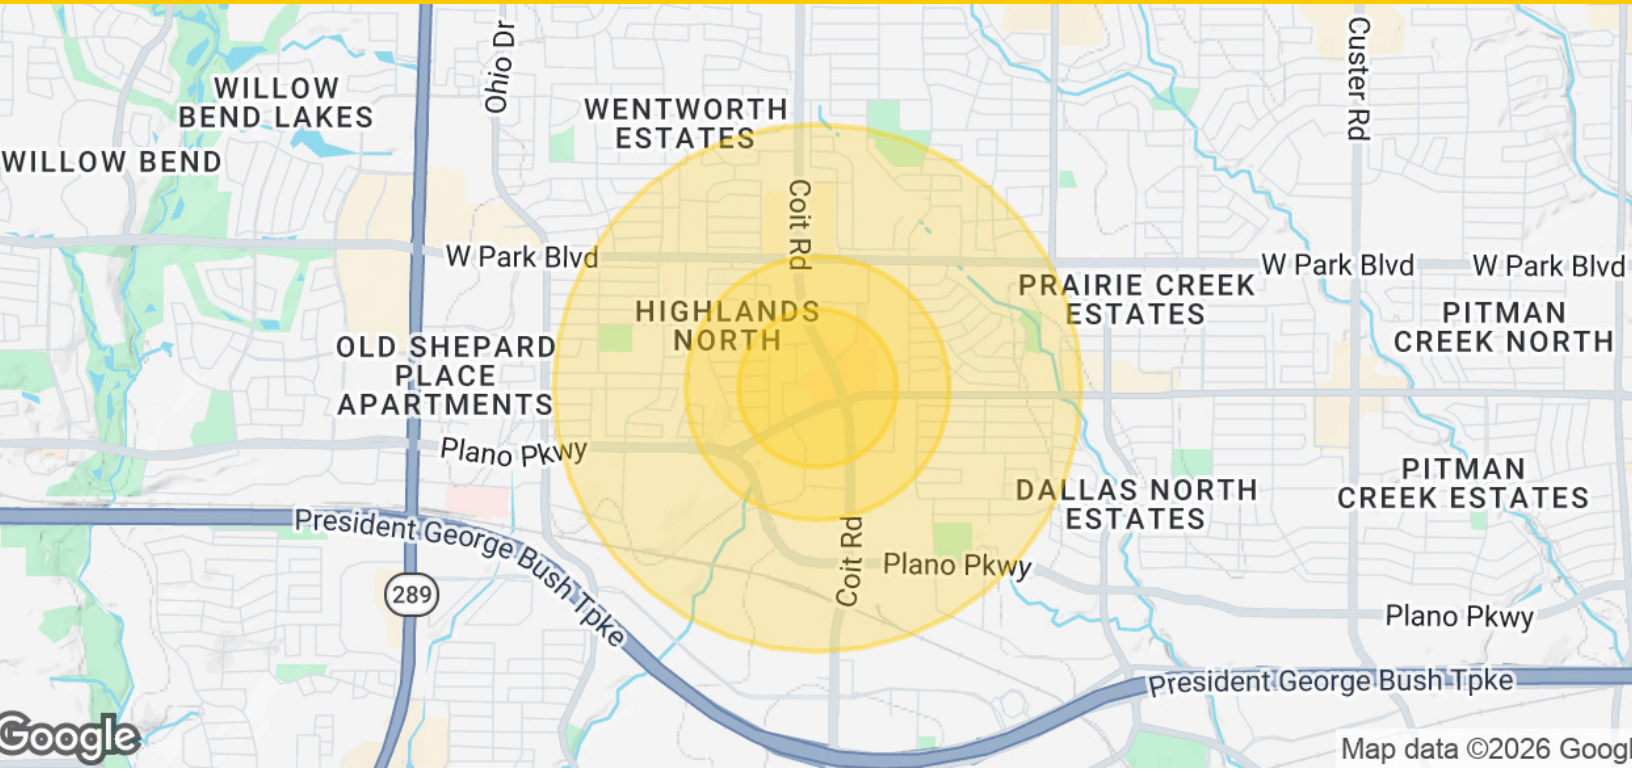 Ohio Dr
Custer Rd
WILLOW
BEND LAKES
WENTWORTH
ESTATES
WILLOW BEND
Coit Rd
W Park Blvd
W Park Blvd
W Park Blvd
PRAIRIE CREEK
ESTATES
HIGHLANDS
NORTH
PITMAN
CREEK NORTH
OLD SHEPARD
PLACE
APARTMENTS
Plano Pkwy
PITMAN
CREEK ESTATES
DALLAS NORTH
ESTATES
President George Bush Tpke
Coit Rd
Plano Pkwy
289
Plano Pkwy
President George Bush Tpke
Google
Map data ©2026 Googl